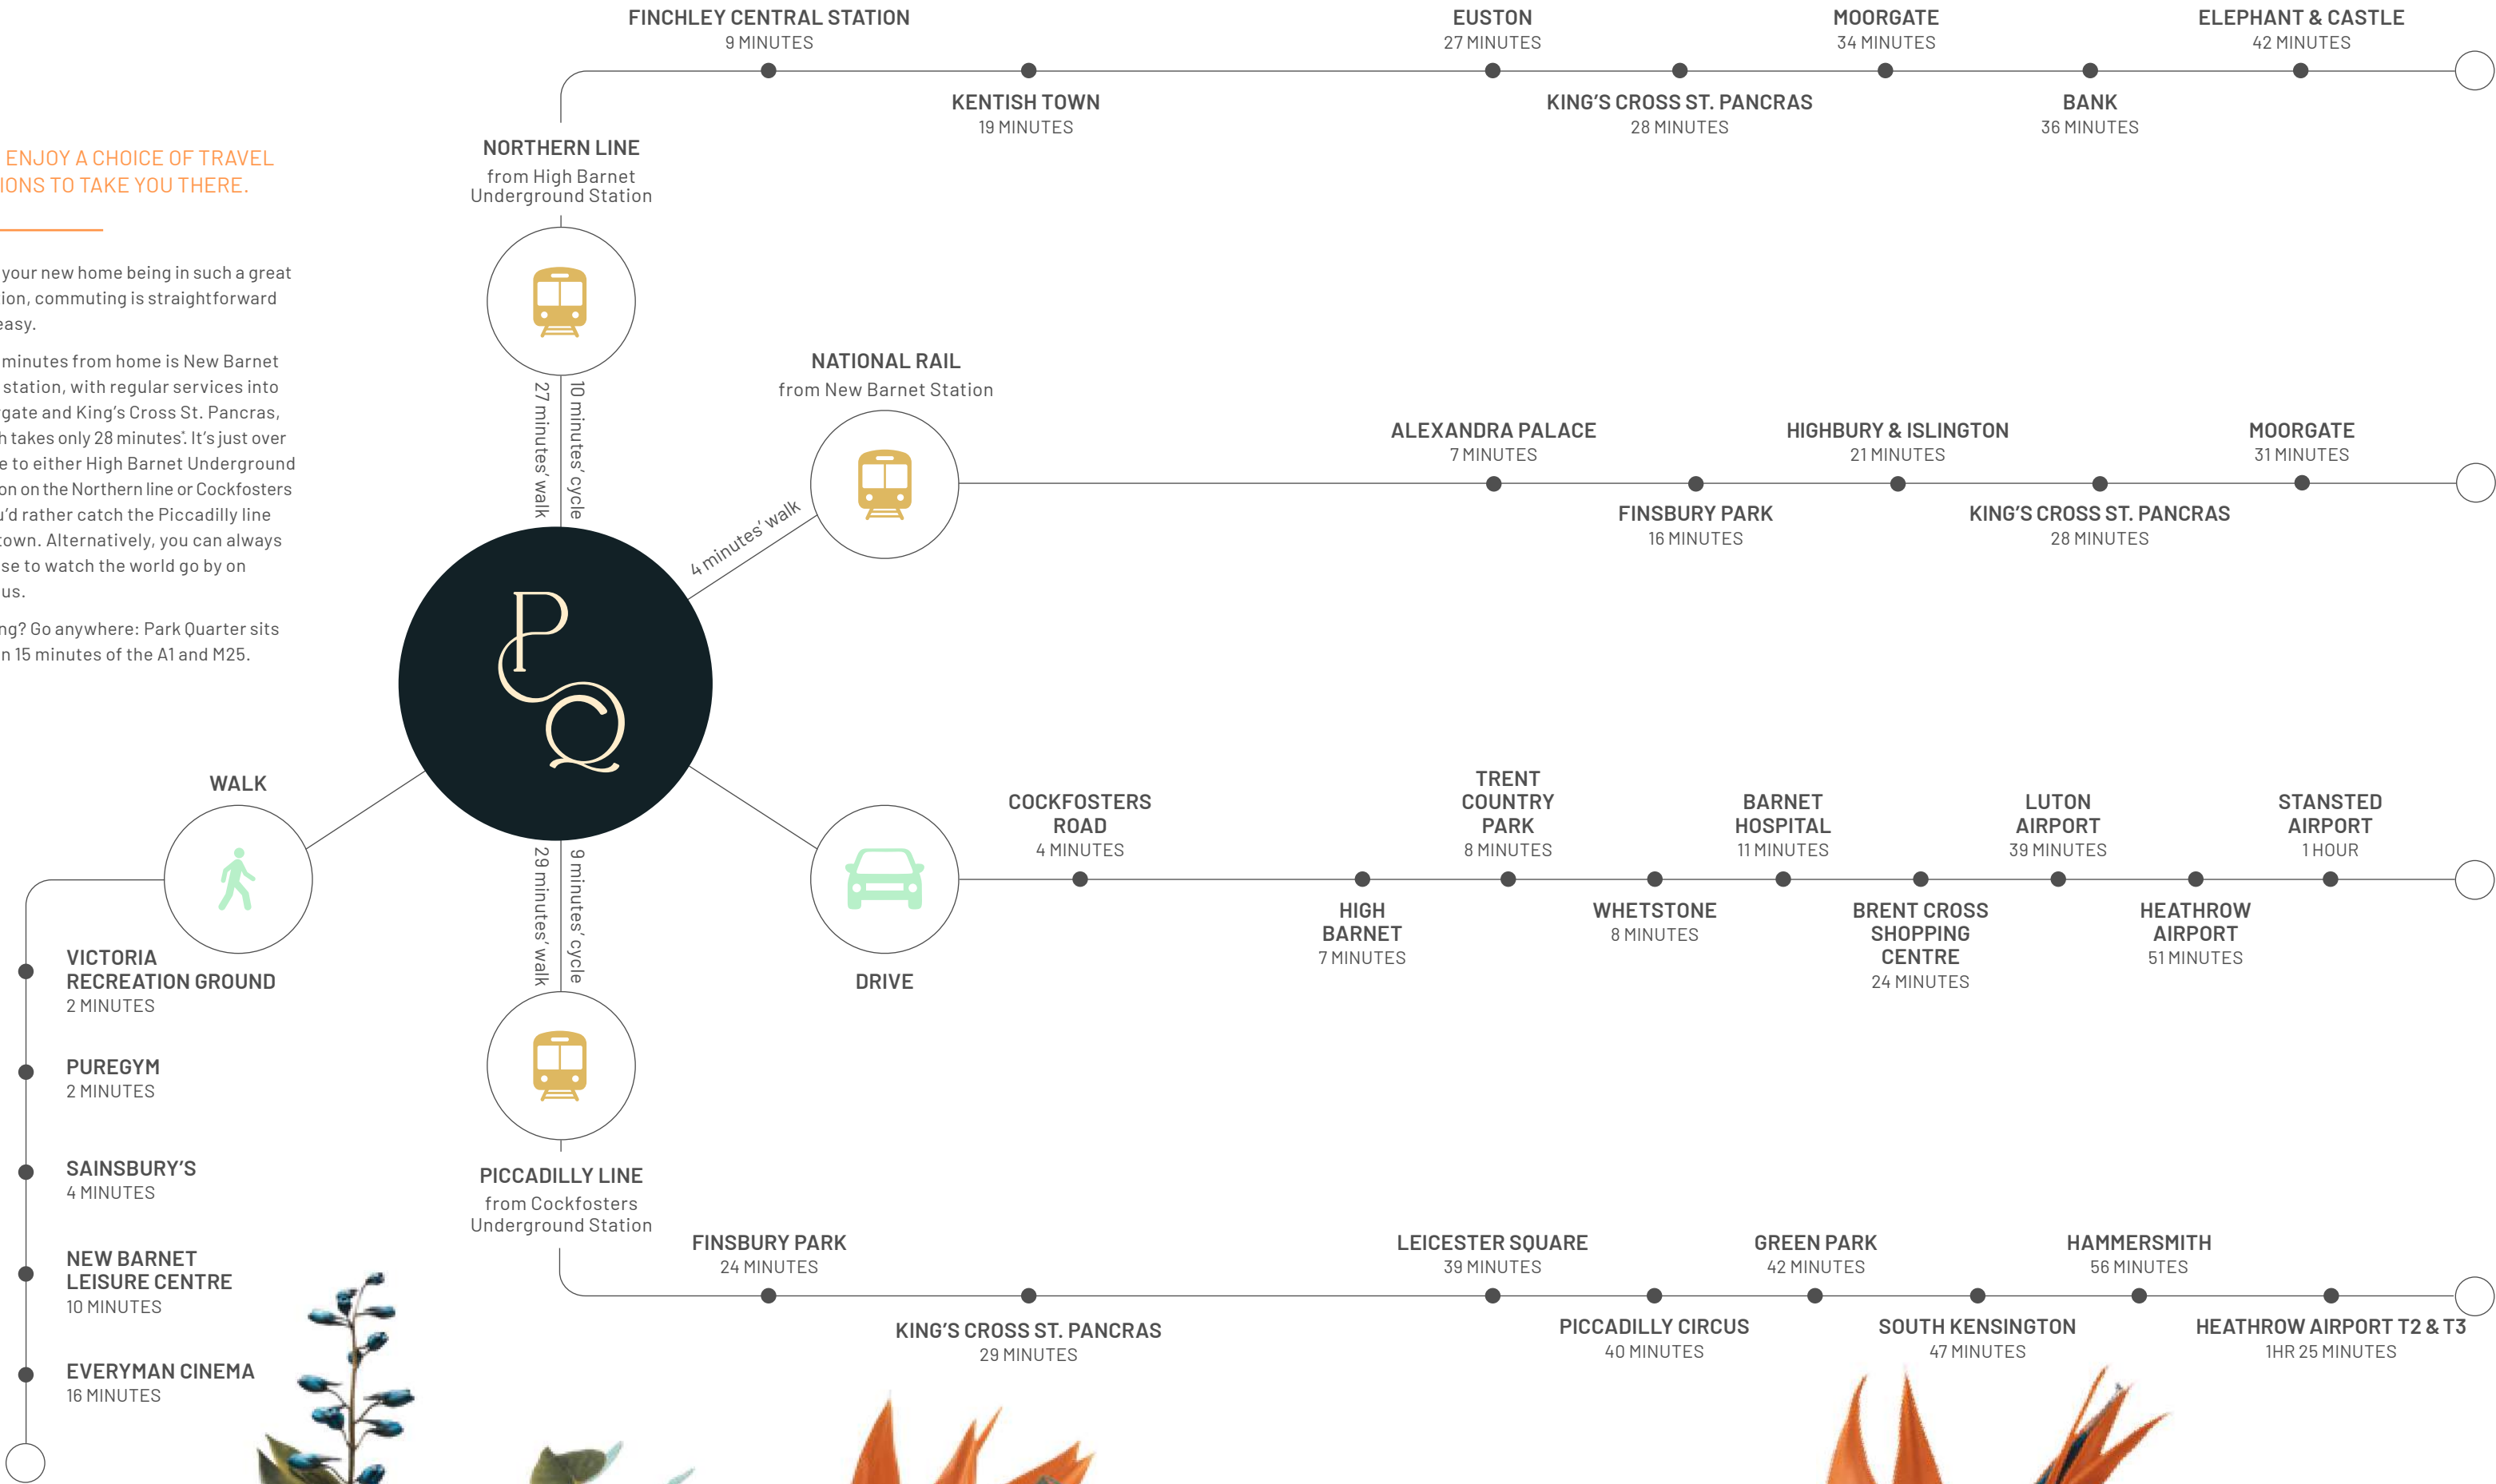 ENJOY A CHOICE OF TRAVEL
IONS TO TAKE YOU THERE.
your new home being in such a great
ion, commuting is straightforward
easy.
minutes from home is New Barnet
station, with regular services into
rgate and King's Cross St. Pancras,
h takes only 28 minutes*. It's just over
e to either High Barnet Underground
on on the Northern line or Cockfosters
u'd rather catch the Piccadilly line
town. Alternatively, you can always
se to watch the world go by on
us.
ng? Go anywhere: Park Quarter sits
n 15 minutes of the A1 and M25.
NORTHERN LINE
from High Barnet
Underground Station
FINCHLEY CENTRAL STATION
9 MINUTES
KENTISH TOWN
19 MINUTES
EUSTON
27 MINUTES
KING'S CROSS ST. PANCRAS
28 MINUTES
MOORGATE
34 MINUTES
BANK
36 MINUTES
ELEPHANT & CASTLE
42 MINUTES
27 minutes' walk
10 minutes' cycle
NATIONAL RAIL
from New Barnet Station
4 minutes' walk
ALEXANDRA PALACE
7 MINUTES
FINSBURY PARK
16 MINUTES
HIGHBURY & ISLINGTON
21 MINUTES
KING'S CROSS ST. PANCRAS
28 MINUTES
MOORGATE
31 MINUTES
PQ
DRIVE
COCKFOSTERS
ROAD
4 MINUTES
HIGH
BARNET
7 MINUTES
TRENT
COUNTRY
PARK
8 MINUTES
WHETSTONE
8 MINUTES
BARNET
HOSPITAL
11 MINUTES
BRENT CROSS
SHOPPING
CENTRE
24 MINUTES
LUTON
AIRPORT
39 MINUTES
HEATHROW
AIRPORT
51 MINUTES
STANSTED
AIRPORT
1 HOUR
WALK
VICTORIA
RECREATION GROUND
2 MINUTES
PUREGYM
2 MINUTES
SAINSBURY'S
4 MINUTES
NEW BARNET
LEISURE CENTRE
10 MINUTES
EVERYMAN CINEMA
16 MINUTES
29 minutes' walk
9 minutes' cycle
PICCADILLY LINE
from Cockfosters
Underground Station
FINSBURY PARK
24 MINUTES
KING'S CROSS ST. PANCRAS
29 MINUTES
LEICESTER SQUARE
39 MINUTES
PICCADILLY CIRCUS
40 MINUTES
GREEN PARK
42 MINUTES
SOUTH KENSINGTON
47 MINUTES
HAMMERSMITH
56 MINUTES
HEATHROW AIRPORT T2 & T3
1HR 25 MINUTES